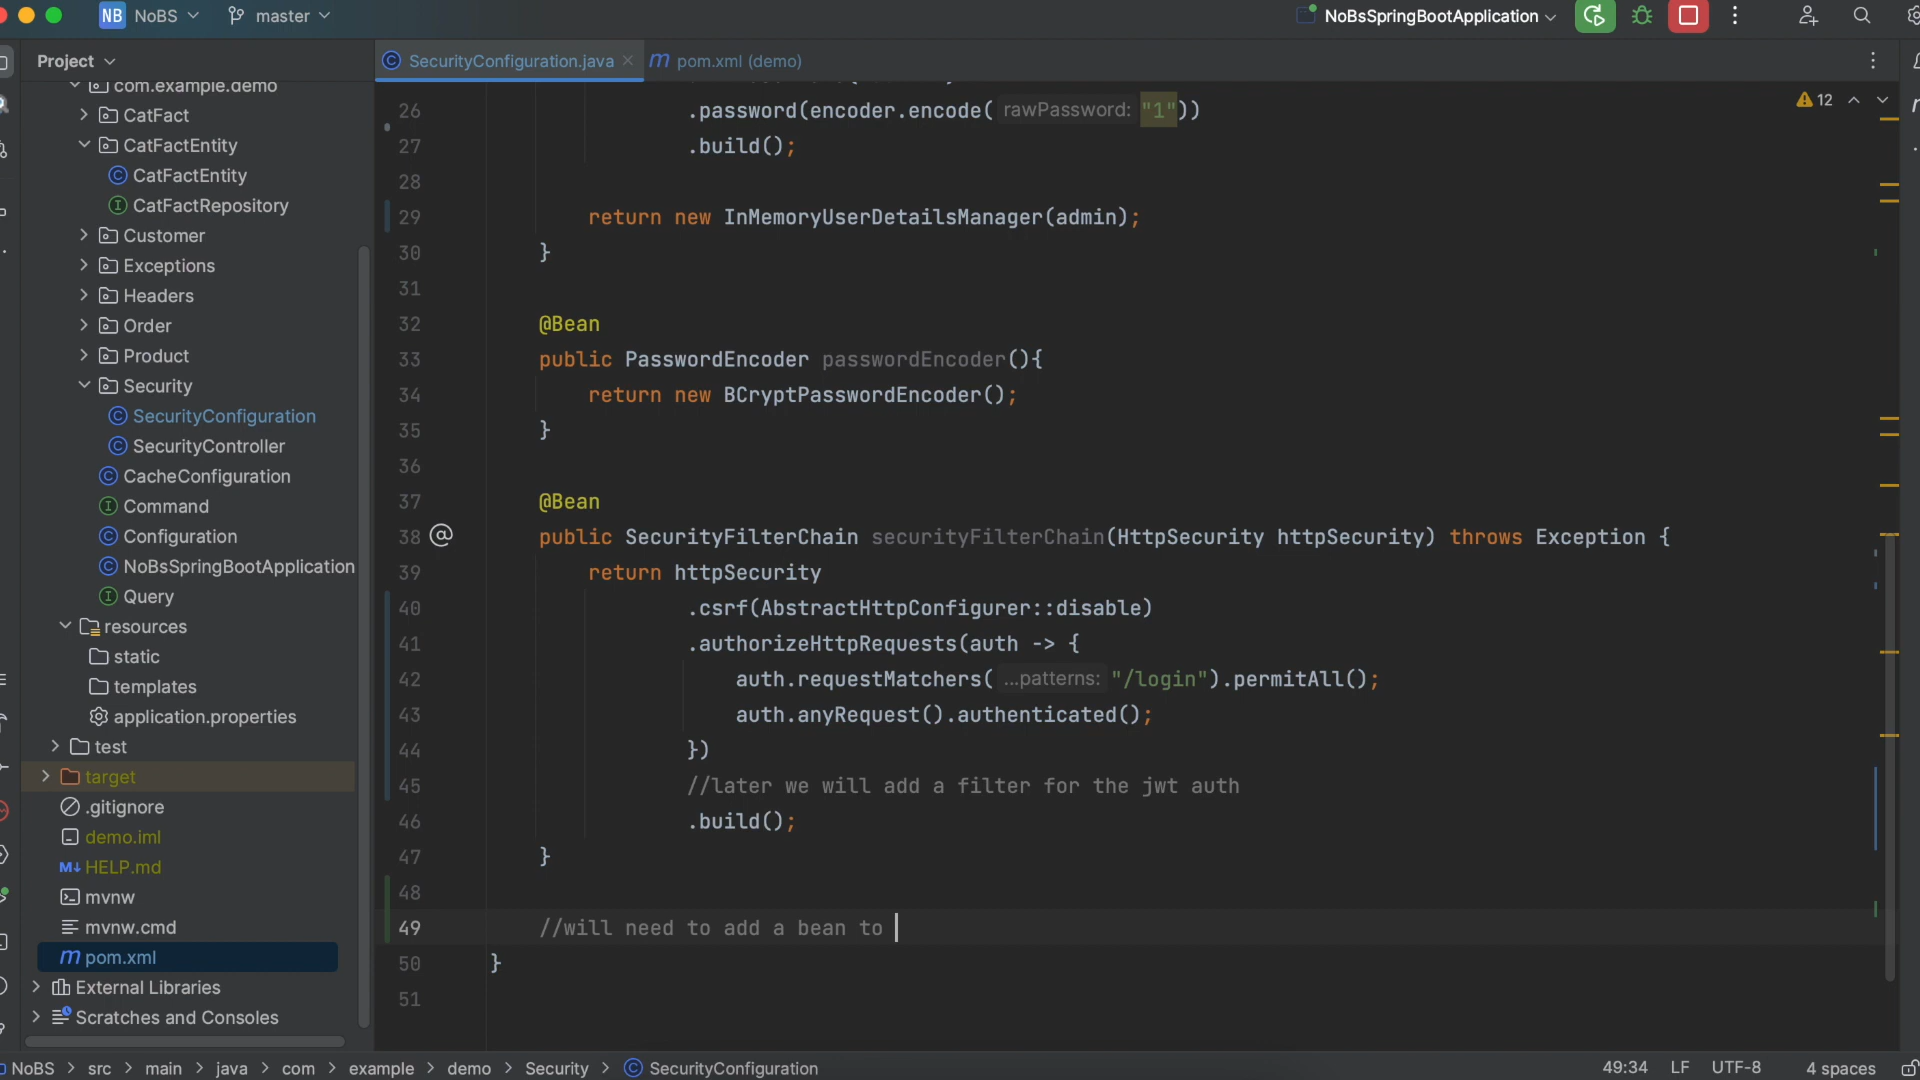 NB NoBS master NoBsSpringBootApplication
Project
SecurityConfiguration.java m pom.xml (demo)
com.example.demo
CatFact
CatFactEntity
CatFactEntity
CatFactRepository
Customer
Exceptions
Headers
Order
Product
Security
SecurityConfiguration
SecurityController
CacheConfiguration
Command
Configuration
NoBsSpringBootApplication
Query
resources
static
templates
application.properties
test
target
.gitignore
demo.iml
M↓ HELP.md
mvnw
mvnw.cmd
m pom.xml
External Libraries
Scratches and Consoles
12
26 .password(encoder.encode( rawPassword: "1"))
27 .build();
28
29 return new InMemoryUserDetailsManager(admin);
30 }
31
32 @Bean
33 public PasswordEncoder passwordEncoder(){
34 return new BCryptPasswordEncoder();
35 }
36
37 @Bean
38 @ public SecurityFilterChain securityFilterChain(HttpSecurity httpSecurity) throws Exception {
39 return httpSecurity
40 .csrf(AbstractHttpConfigurer::disable)
41 .authorizeHttpRequests(auth -> {
42 auth.requestMatchers( ...patterns: "/login").permitAll();
43 auth.anyRequest().authenticated();
44 })
45 //later we will add a filter for the jwt auth
46 .build();
47 }
48
49 //will need to add a bean to
50 }
51
NoBS > src > main > java > com > example > demo > Security > SecurityConfiguration 49:34 LF UTF-8 4 spaces